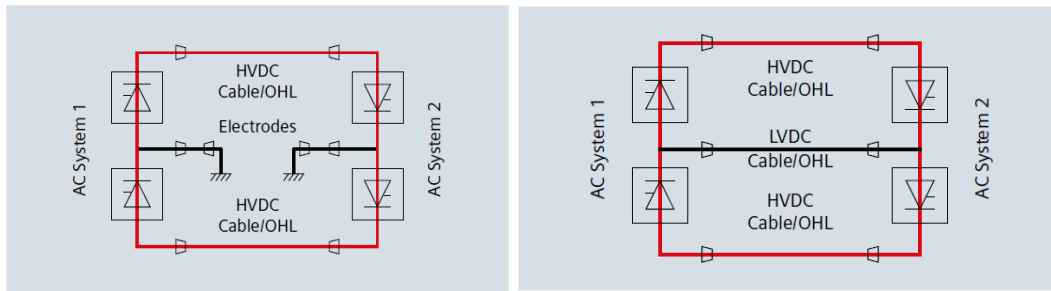 AC System 1
HVDC
Cable/OHL
Electrodes
HVDC
Cable/OHL
AC System 2
AC System 1
HVDC
Cable/OHL
LVDC
Cable/OHL
HVDC
Cable/OHL
AC System 2